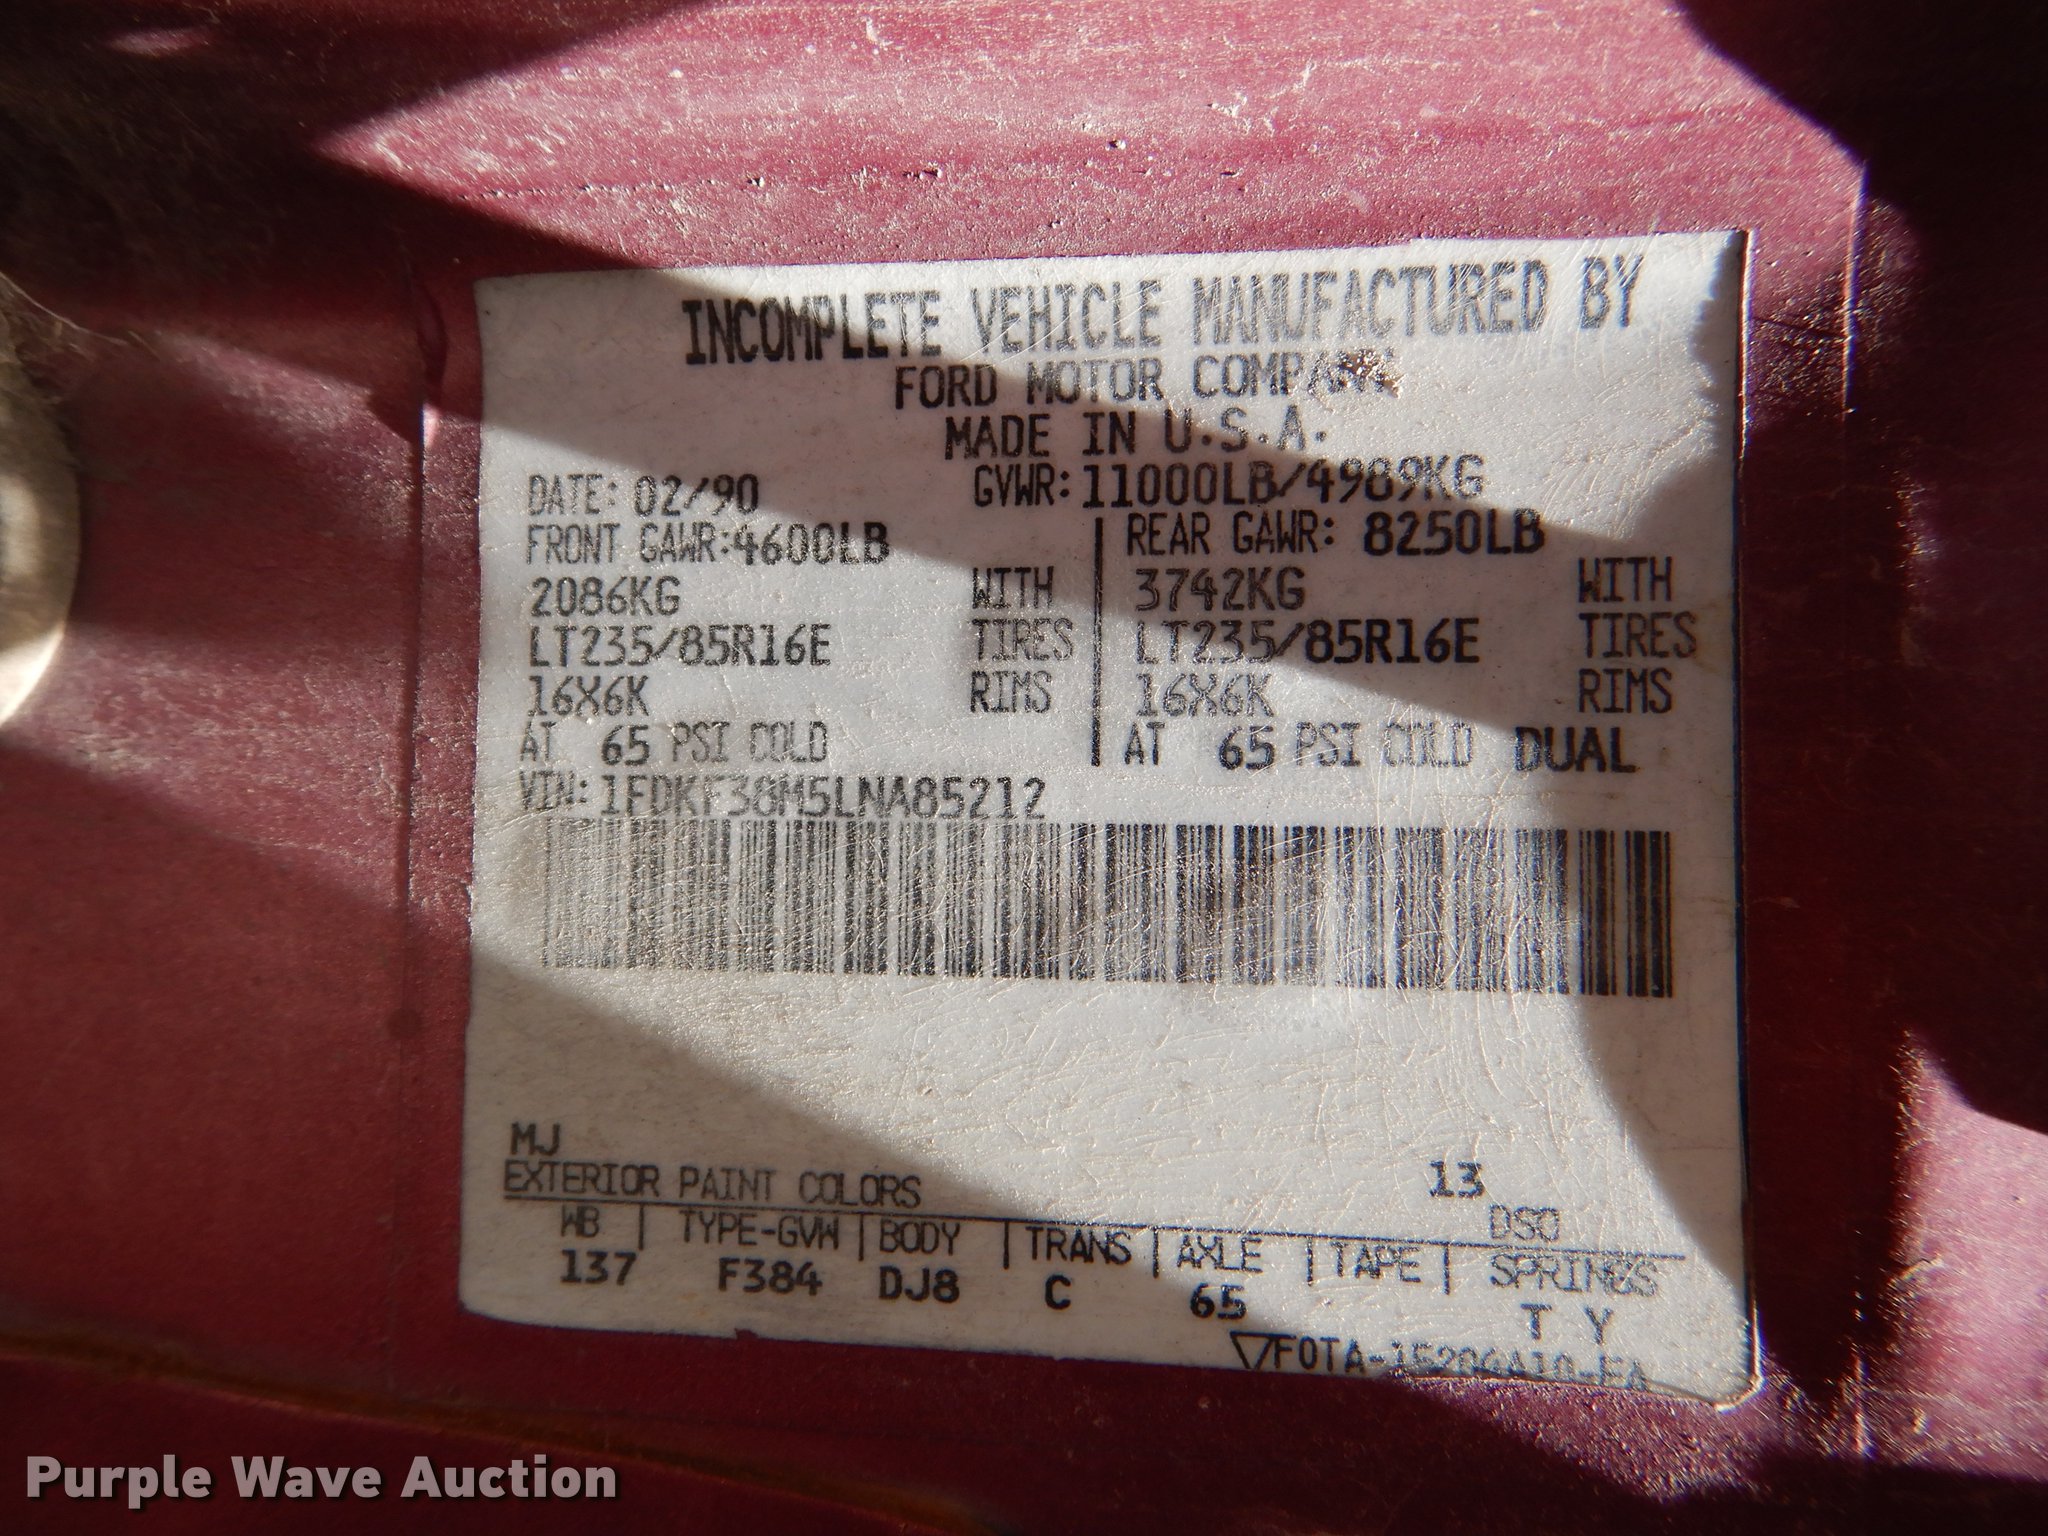 INCOMPLETE VEHICLE MANUFACTURED BY
FORD MOTOR COMPANY
MADE IN U.S.A.
DATE: 02/90 GVWR: 11000LB/4989KG
FRONT GAWR: 4600LB REAR GAWR: 8250LB
2086KG WITH 3742KG WITH
LT235/85R16E TIRES LT235/85R16E TIRES
16X6K RIMS 16X6K RIMS
AT 65 PSI COLD AT 65 PSI COLD DUAL
VIN: 1FDKF38M5LNA85212
MJ
EXTERIOR PAINT COLORS 13
DSO
WB | TYPE-GVW | BODY | TRANS | AXLE | TAPE | SPRINGS
137 F384 DJ8 C 65 T Y
▽F0TA-15204A10-EA
Purple Wave Auction